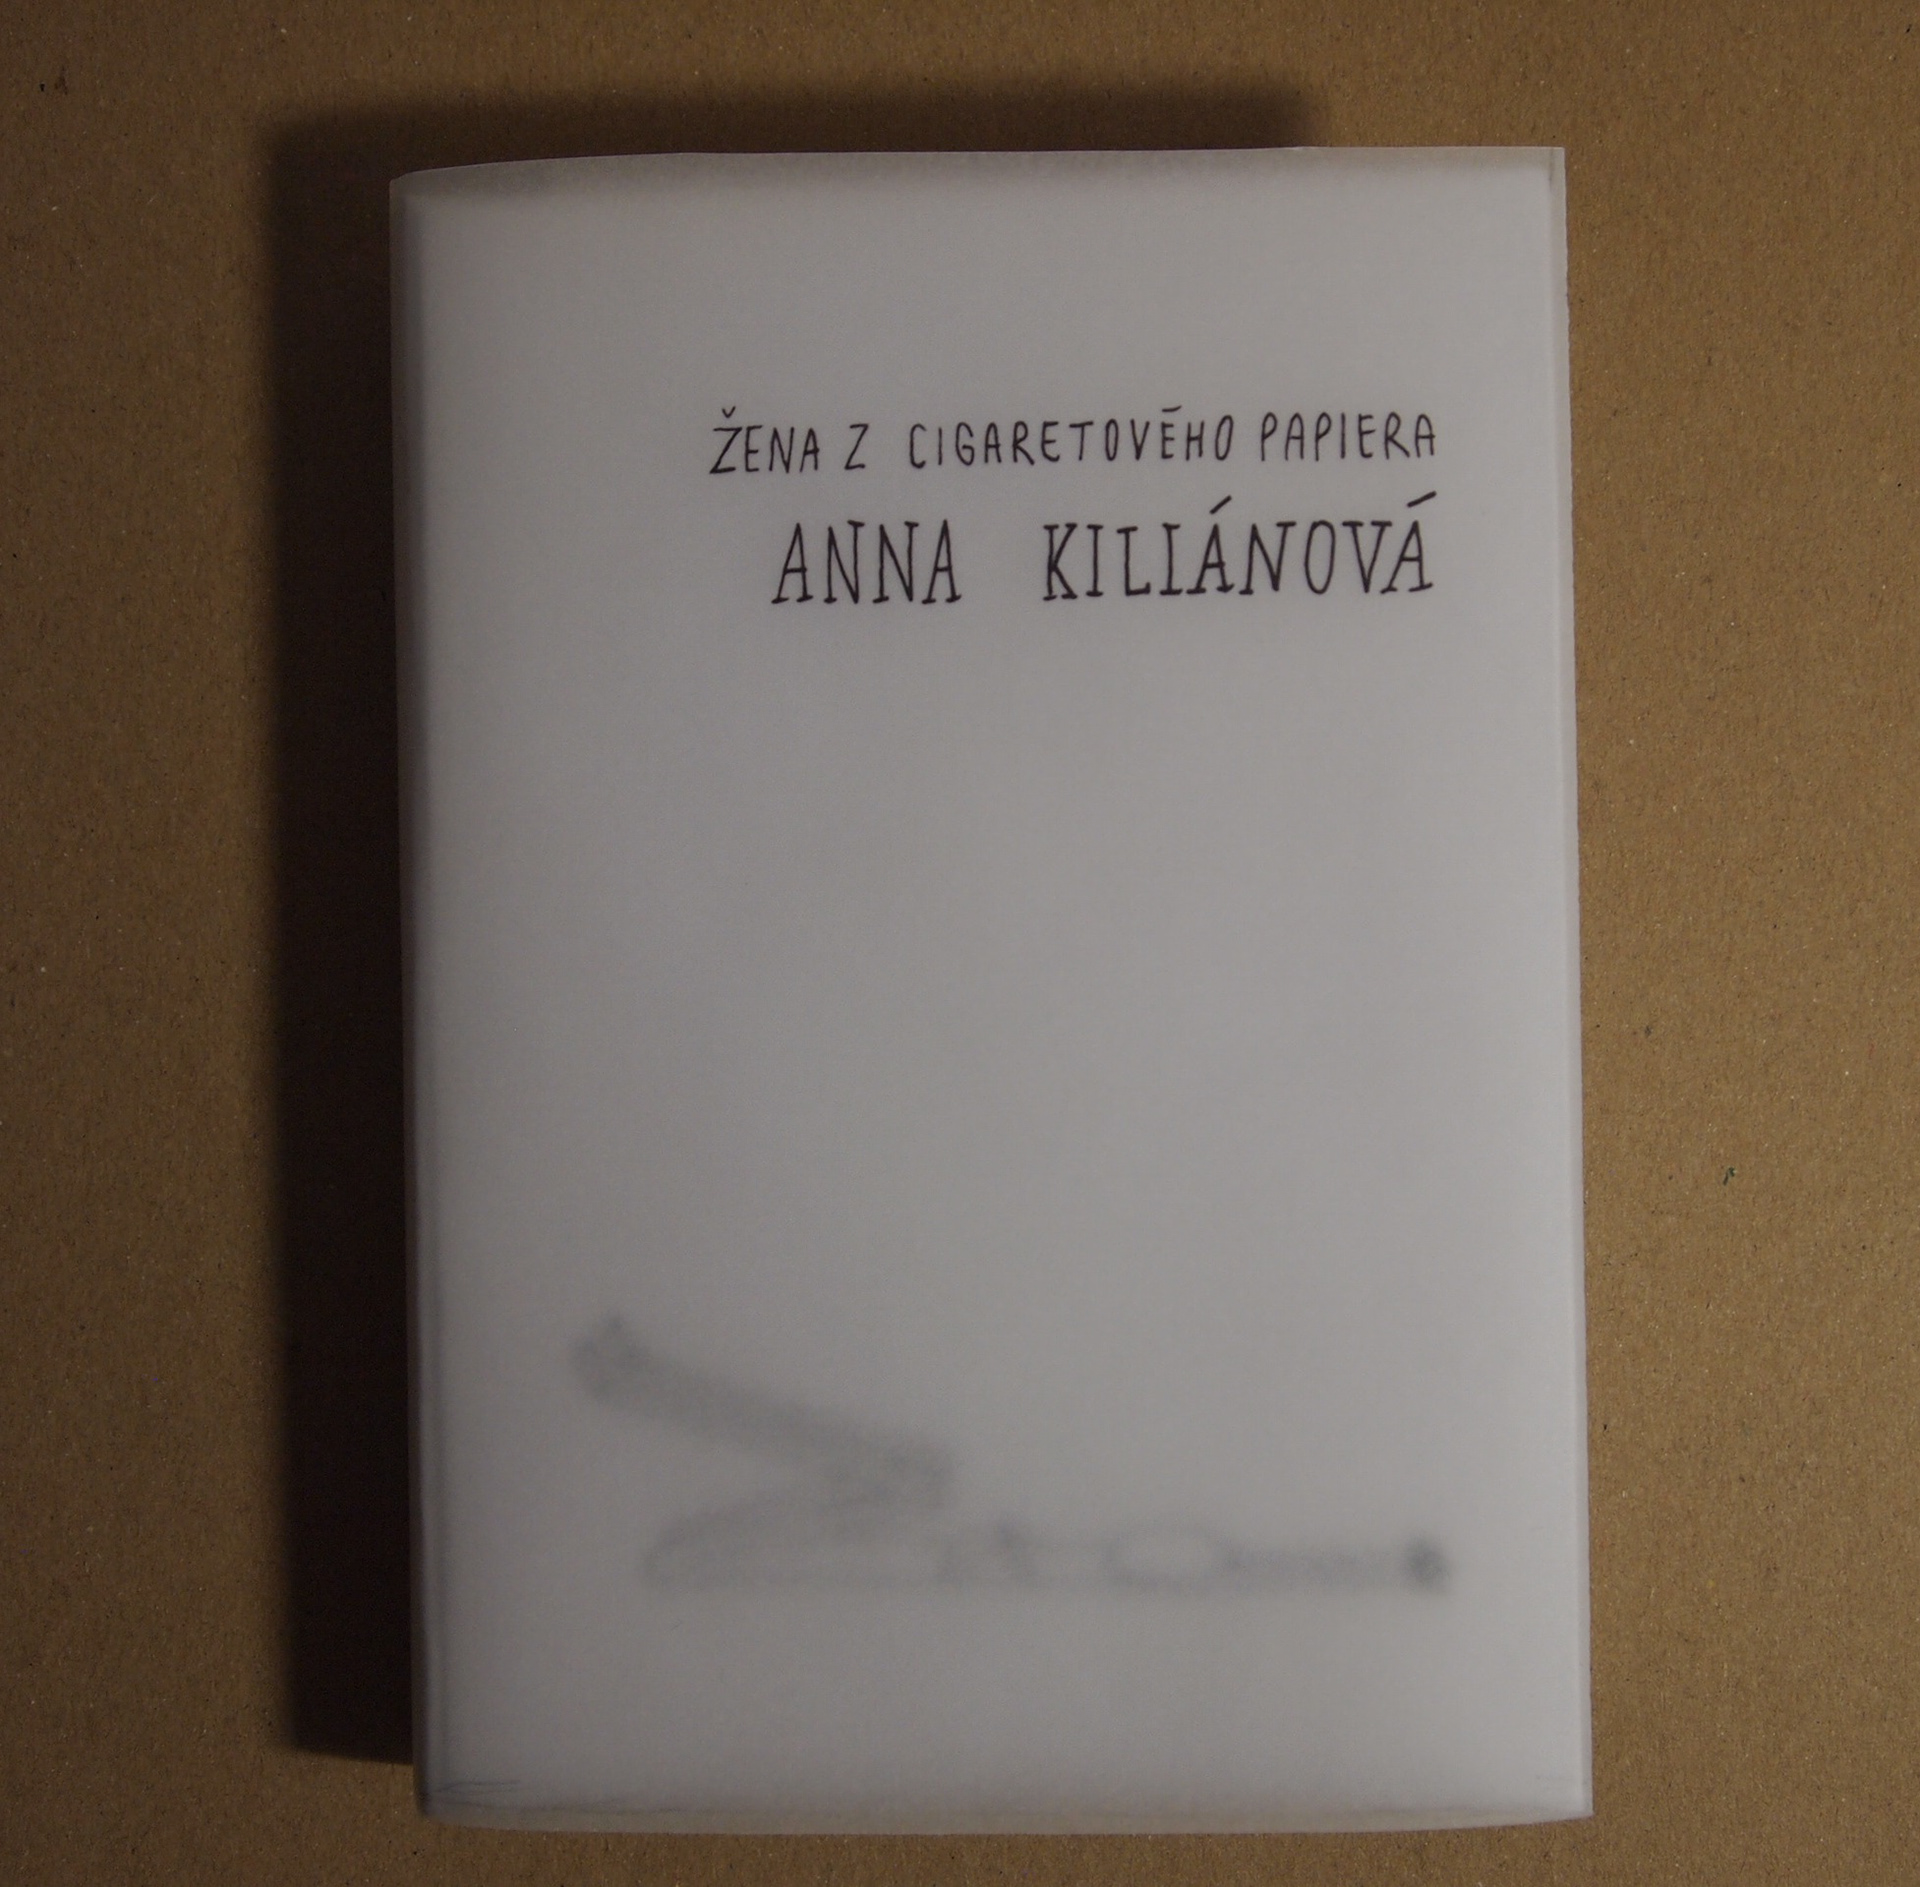 ŽENA Z CIGARETOVÉHO PAPIERA
ANNA KILIÁNOVÁ